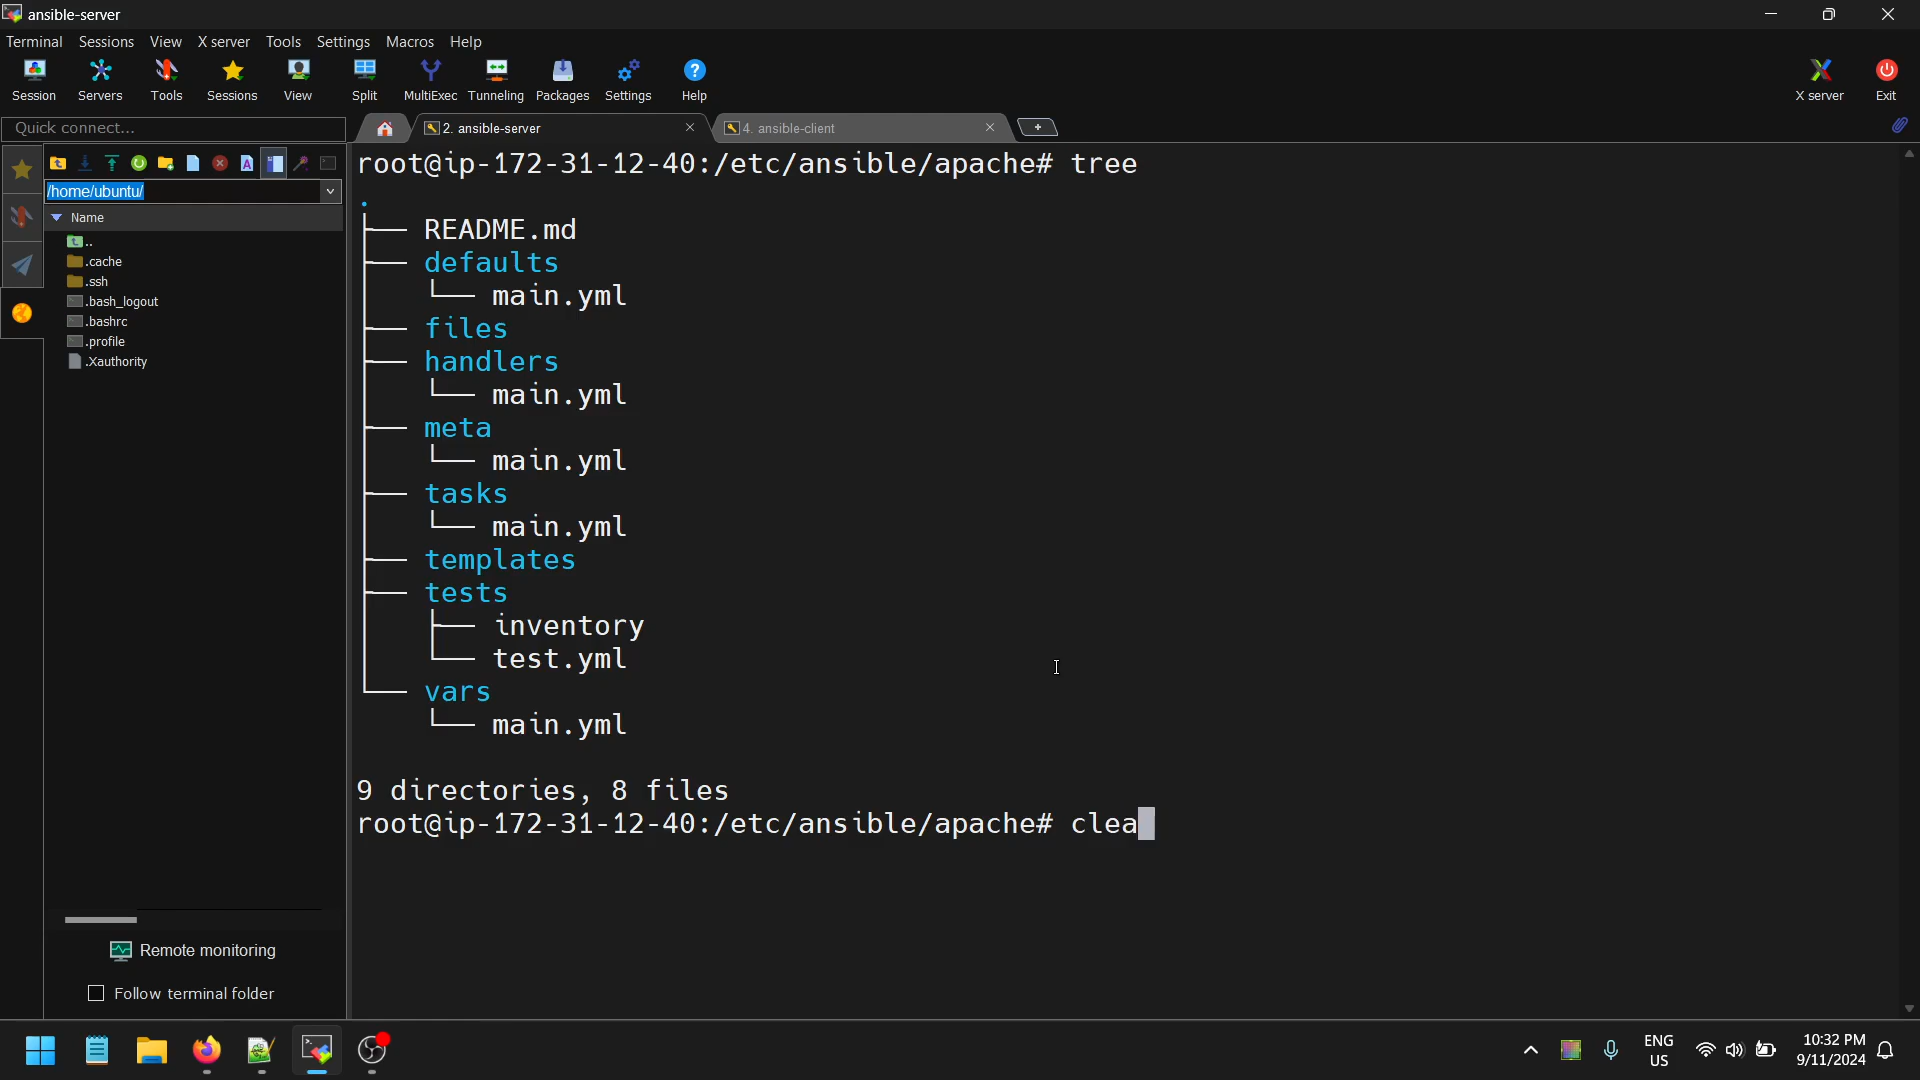 ansible-server
Terminal Sessions View X server Tools Settings Macros Help
Session Servers Tools Sessions View Split MultiExec Tunneling Packages Settings Help X server Exit
Quick connect...
2. ansible-server
4. ansible-client
/home/ubuntu/
Name
..
.cache
.ssh
.bash_logout
.bashrc
.profile
.Xauthority
Remote monitoring
Follow terminal folder
root@ip-172-31-12-40:/etc/ansible/apache# tree
.
├── README.md
├── defaults
│   └── main.yml
├── files
├── handlers
│   └── main.yml
├── meta
│   └── main.yml
├── tasks
│   └── main.yml
├── templates
├── tests
│   ├── inventory
│   └── test.yml
└── vars
    └── main.yml
9 directories, 8 files
root@ip-172-31-12-40:/etc/ansible/apache# clea
ENG
US
10:32 PM
9/11/2024